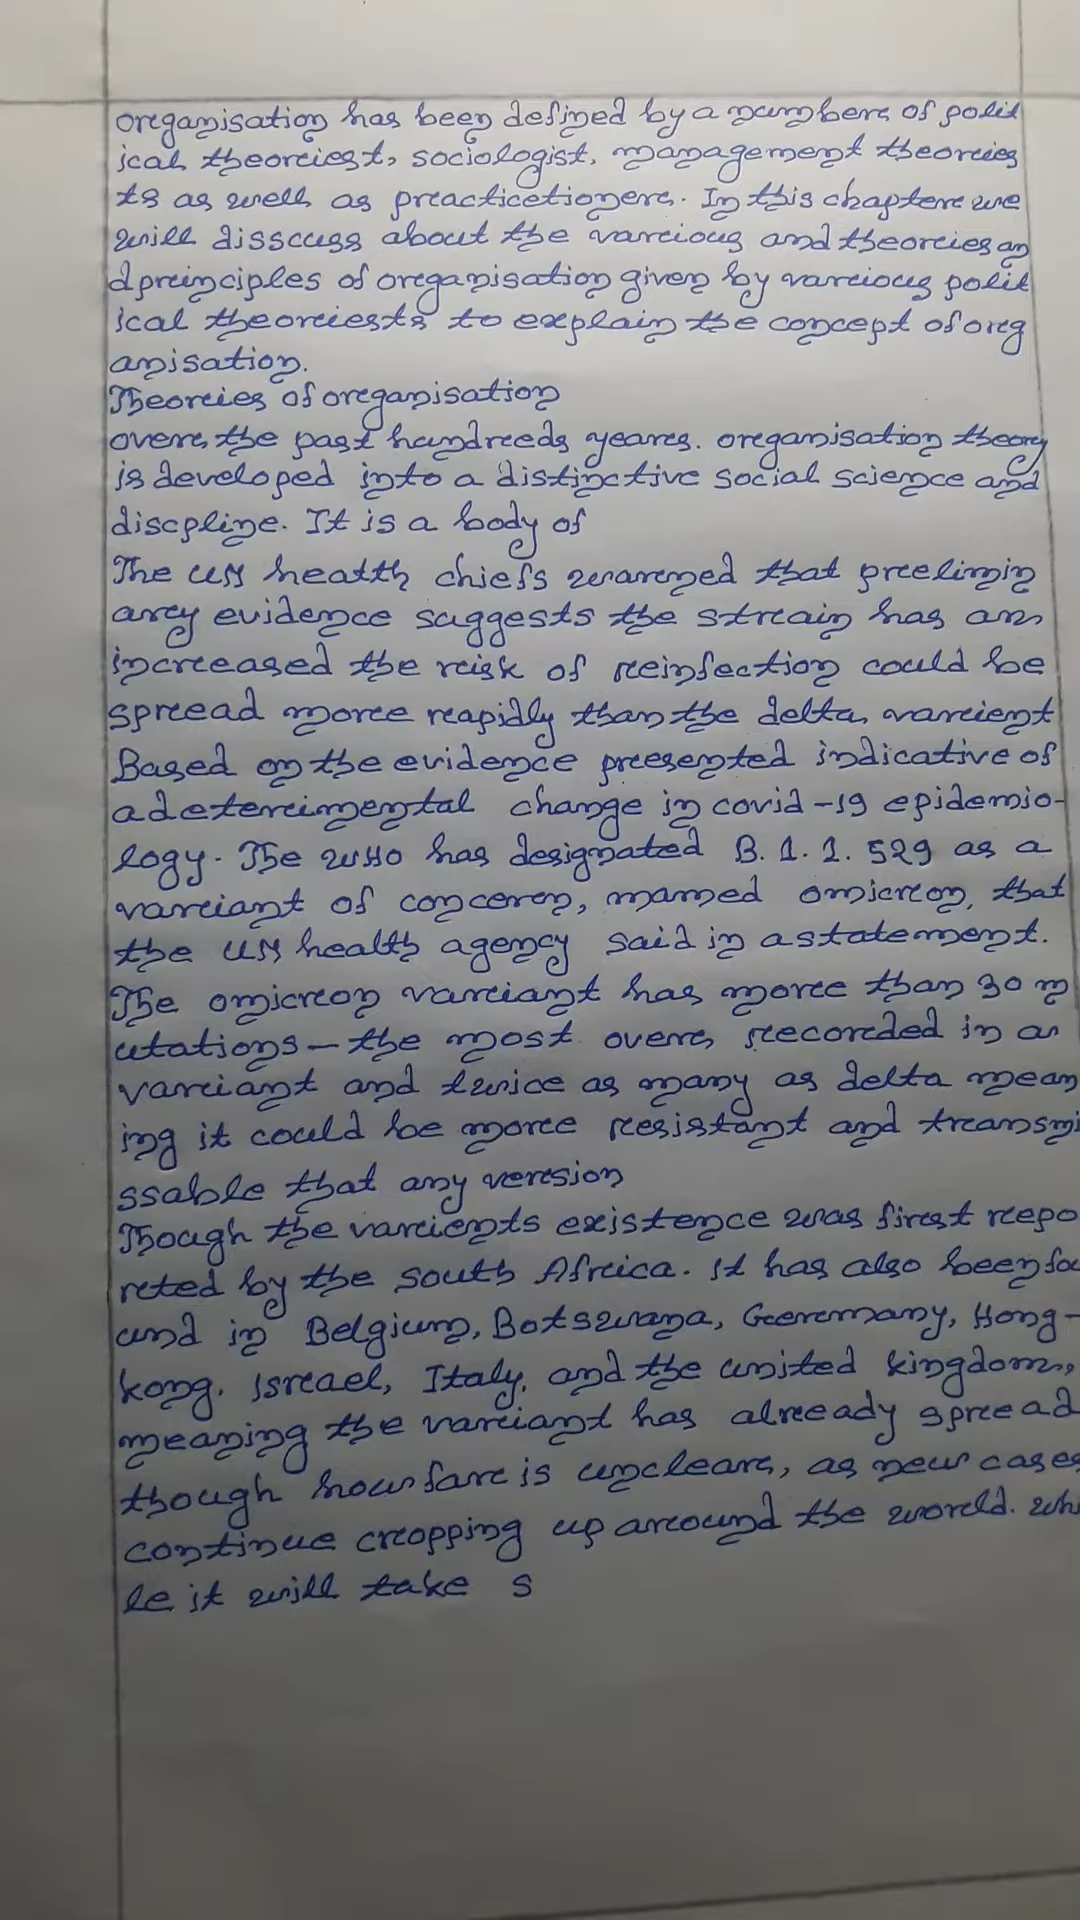 organisation has been defined by a number of polit
ical theoriest, sociologist, management theories
ts as well as practicetioner. In this chapter we
will disscuss about the various and theories an
d principles of organisation given by various polit
ical theoriests to explain the concept of org
anisation.
Theories of organisation
over the past hundreds years. organisation theory
is developed into a distinctive social science and
discpline. It is a body of
The UN heatth chiefs warned that prelimin
ary evidence suggests the strain has an
increased the risk of reinfection could be
spread more rapidly than the delta varient
Based on the evidence presented indicative of
a deterimental change in covid-19 epidemio-
logy. The WHO has designated B.1.1.529 as a
variant of concern, named omicron, that
the UN health agency said in a statement.
The omicron variant has more than 30 m
utations - the most over recorded in a
variant and twice as many as delta mean
ing it could be more resistant and transmi
ssable that any version
Though the varients existence was first repo
rted by the south Africa. It has also been fo
und in Belgium, Botswana, Germany, Hong-
kong. Israel, Italy, and the united kingdom,
meaning the variant has already spread
though how far is unclear, as new cases
continue cropping up around the world. whi
le it will take s